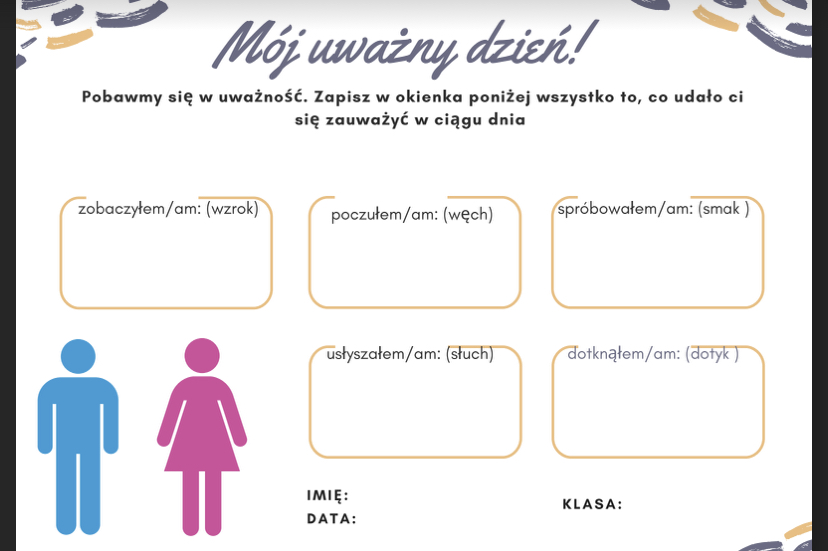 Mój uważny dzień!
Pobawmy się w uważność. Zapisz w okienka poniżej wszystko to, co udało ci
się zauważyć w ciągu dnia
zobaczyłem/am: (wzrok)
poczułem/am: (węch)
spróbowałem/am: (smak )
usłyszałem/am: (słuch)
dotknąłem/am: (dotyk )
IMIĘ:
DATA:
KLASA: